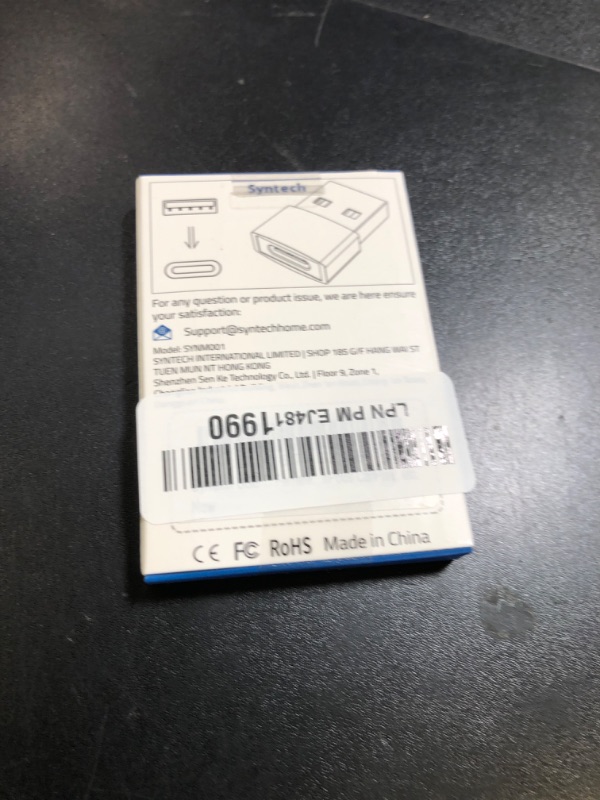 Syntech
For any question or product issue, we are here ensure
your satisfaction:
Support@syntechhome.com
Model: SYNM001
SYNTECH INTERNATIONAL LIMITED | SHOP 185 G/F HANG WAI ST
TUEN MUN NT HONG KONG
Shenzhen Sen Ke Technology Co., Ltd. | Floor 9, Zone 1,
LPN PM EJ4811990
CE FC RoHS Made in China